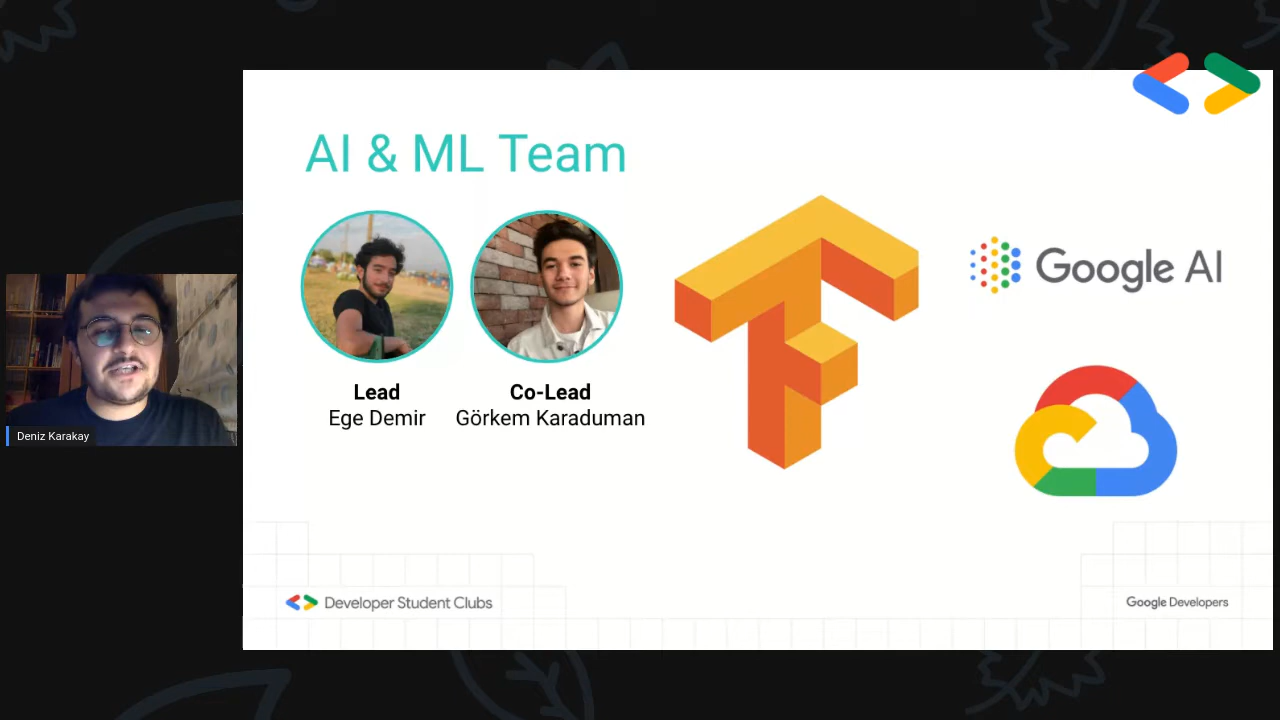 AI & ML Team
Lead
Ege Demir
Co-Lead
Görkem Karaduman
Google AI
Deniz Karakay
Developer Student Clubs
Google Developers